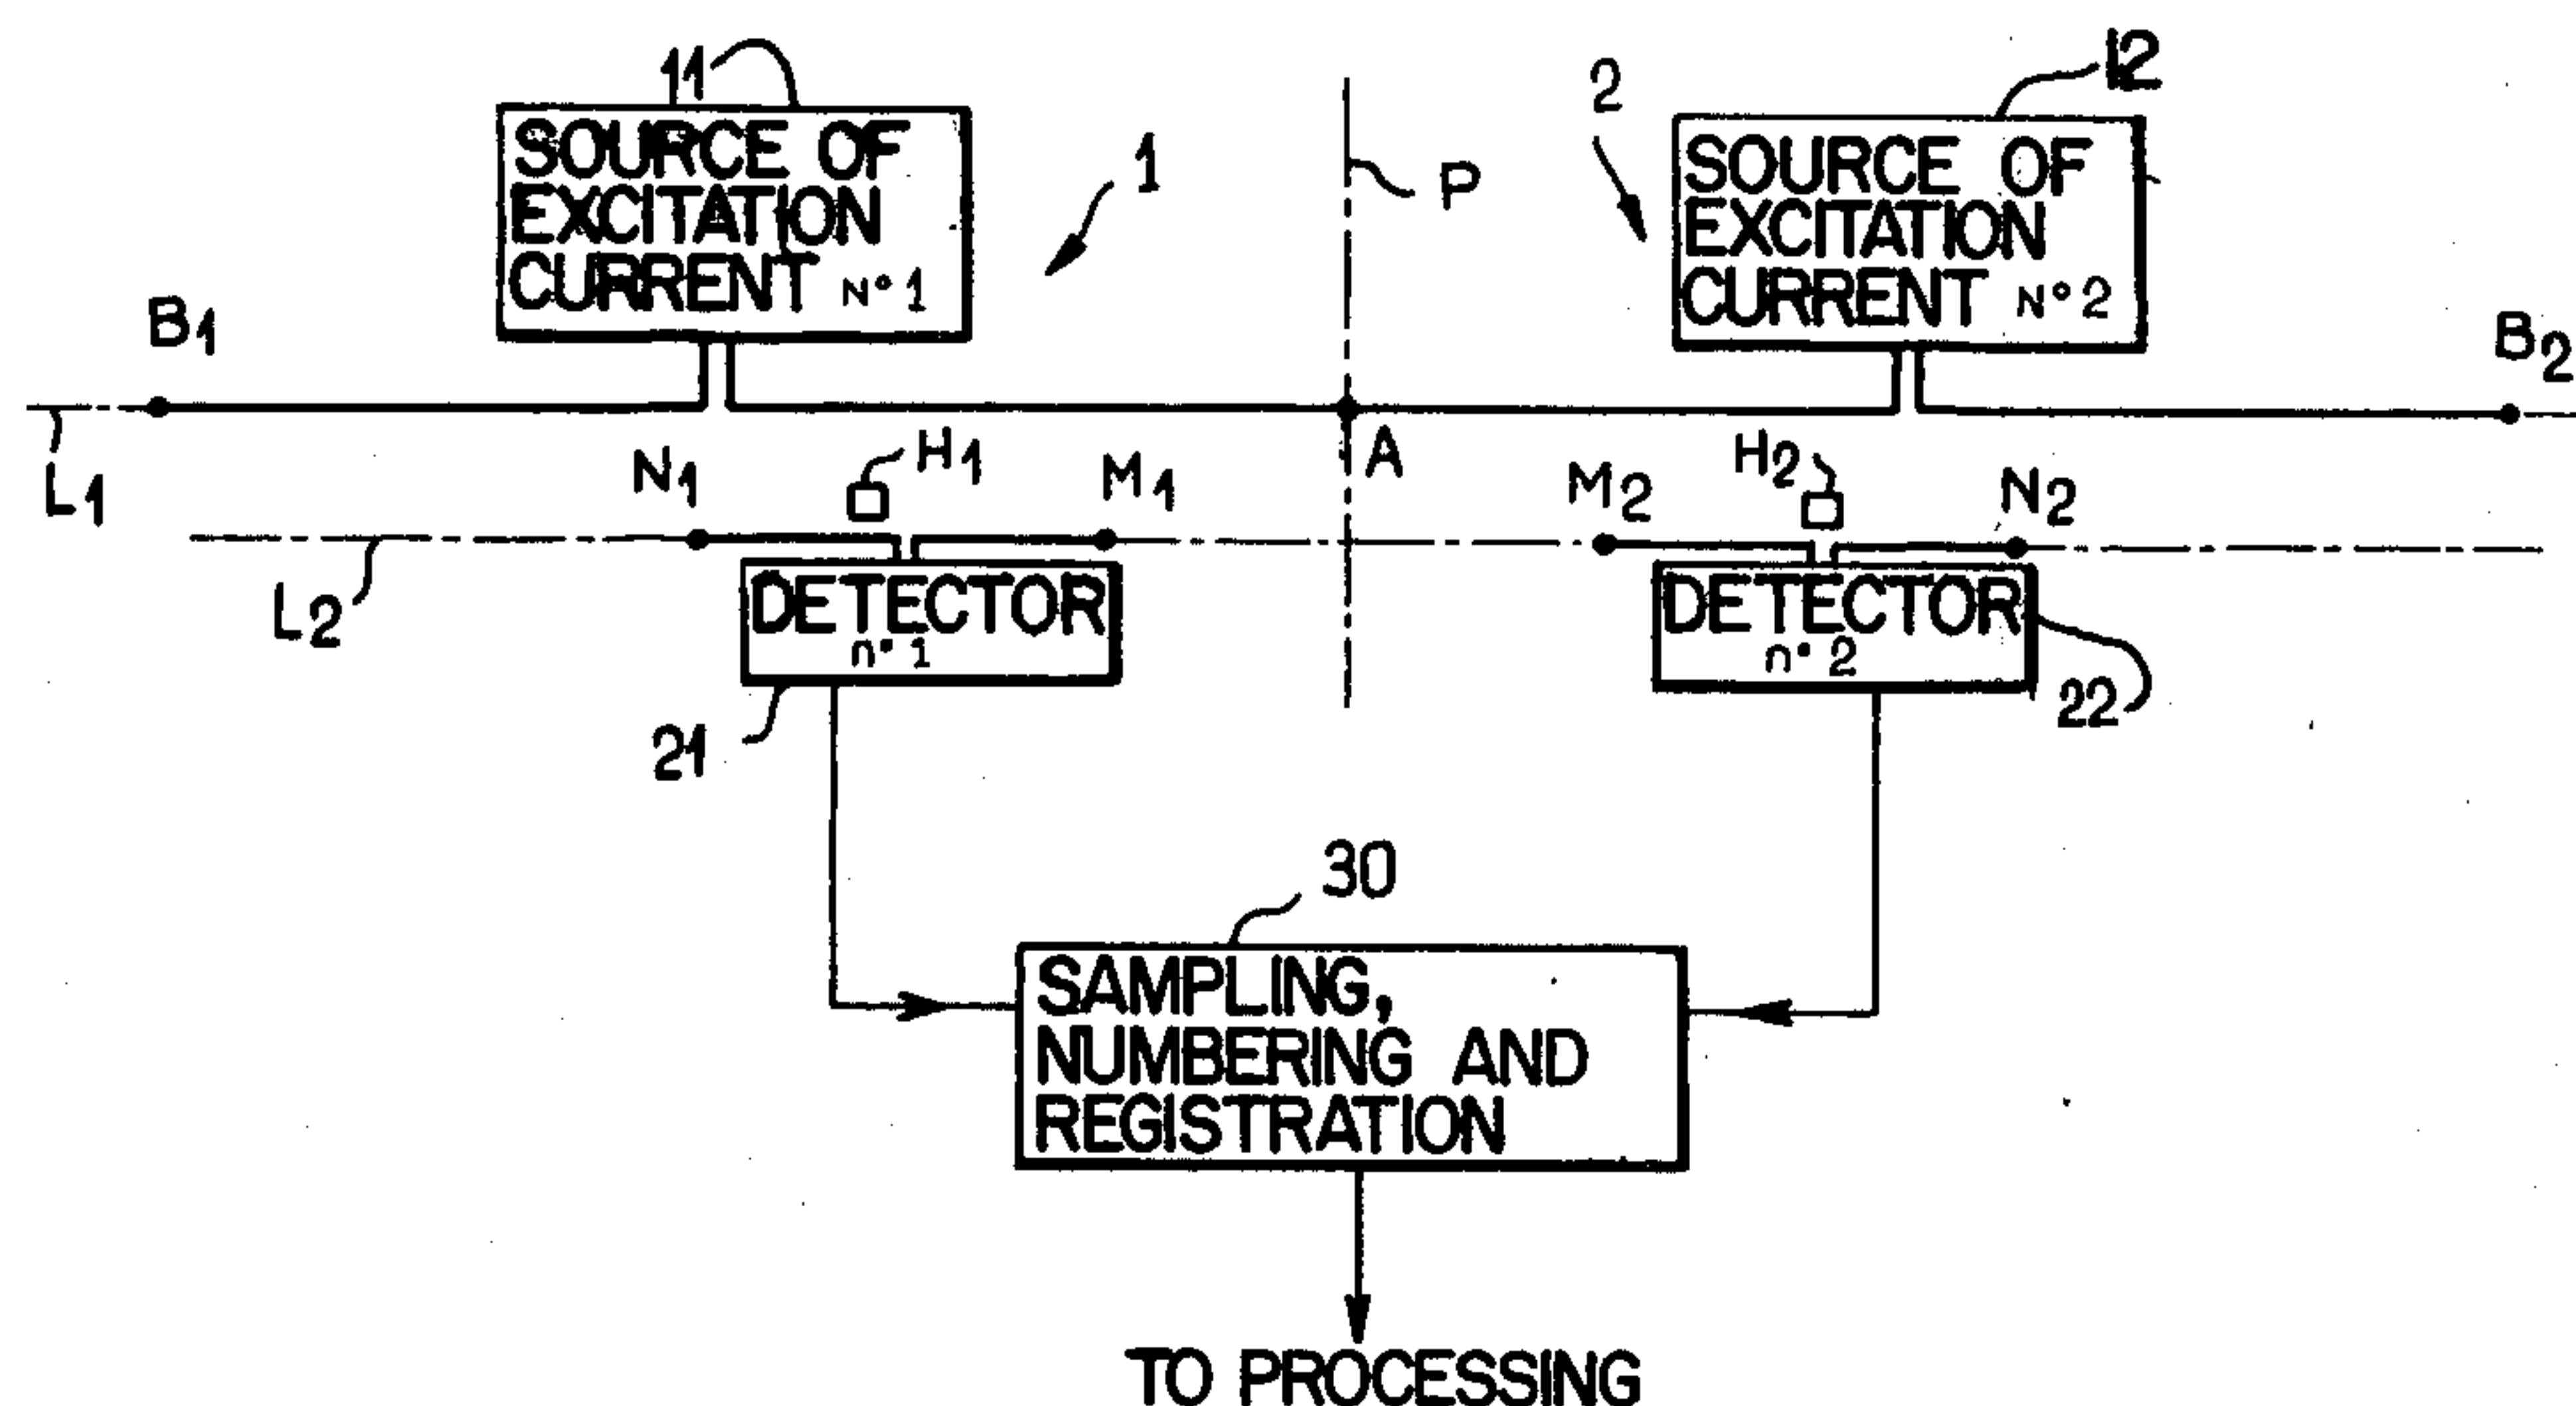 11
12
2
SOURCE OF
EXCITATION
CURRENT N° 1
1
P
SOURCE OF
EXCITATION
CURRENT N° 2
B1
B2
L1
N1
H1
M1
A
M2
H2
N2
L2
DETECTOR
n° 1
DETECTOR
n° 2
21
22
30
SAMPLING,
NUMBERING AND
REGISTRATION
TO PROCESSING